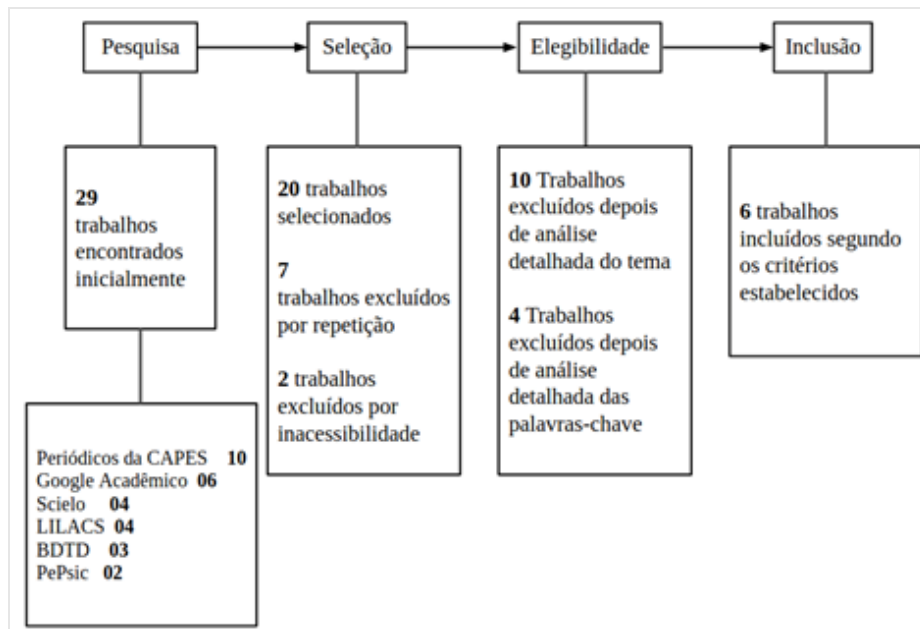 Pesquisa
Seleção
Elegibilidade
Inclusão
29
trabalhos
encontrados
inicialmente
20 trabalhos
selecionados
7
trabalhos excluídos
por repetição
2 trabalhos
excluídos por
inacessibilidade
10 Trabalhos
excluídos depois
de análise
detalhada do tema
4 Trabalhos
excluídos depois
de análise
detalhada das
palavras-chave
6 trabalhos
incluídos segundo
os critérios
estabelecidos
Periódicos da CAPES 10
Google Acadêmico 06
Scielo 04
LILACS 04
BDTD 03
PePsic 02